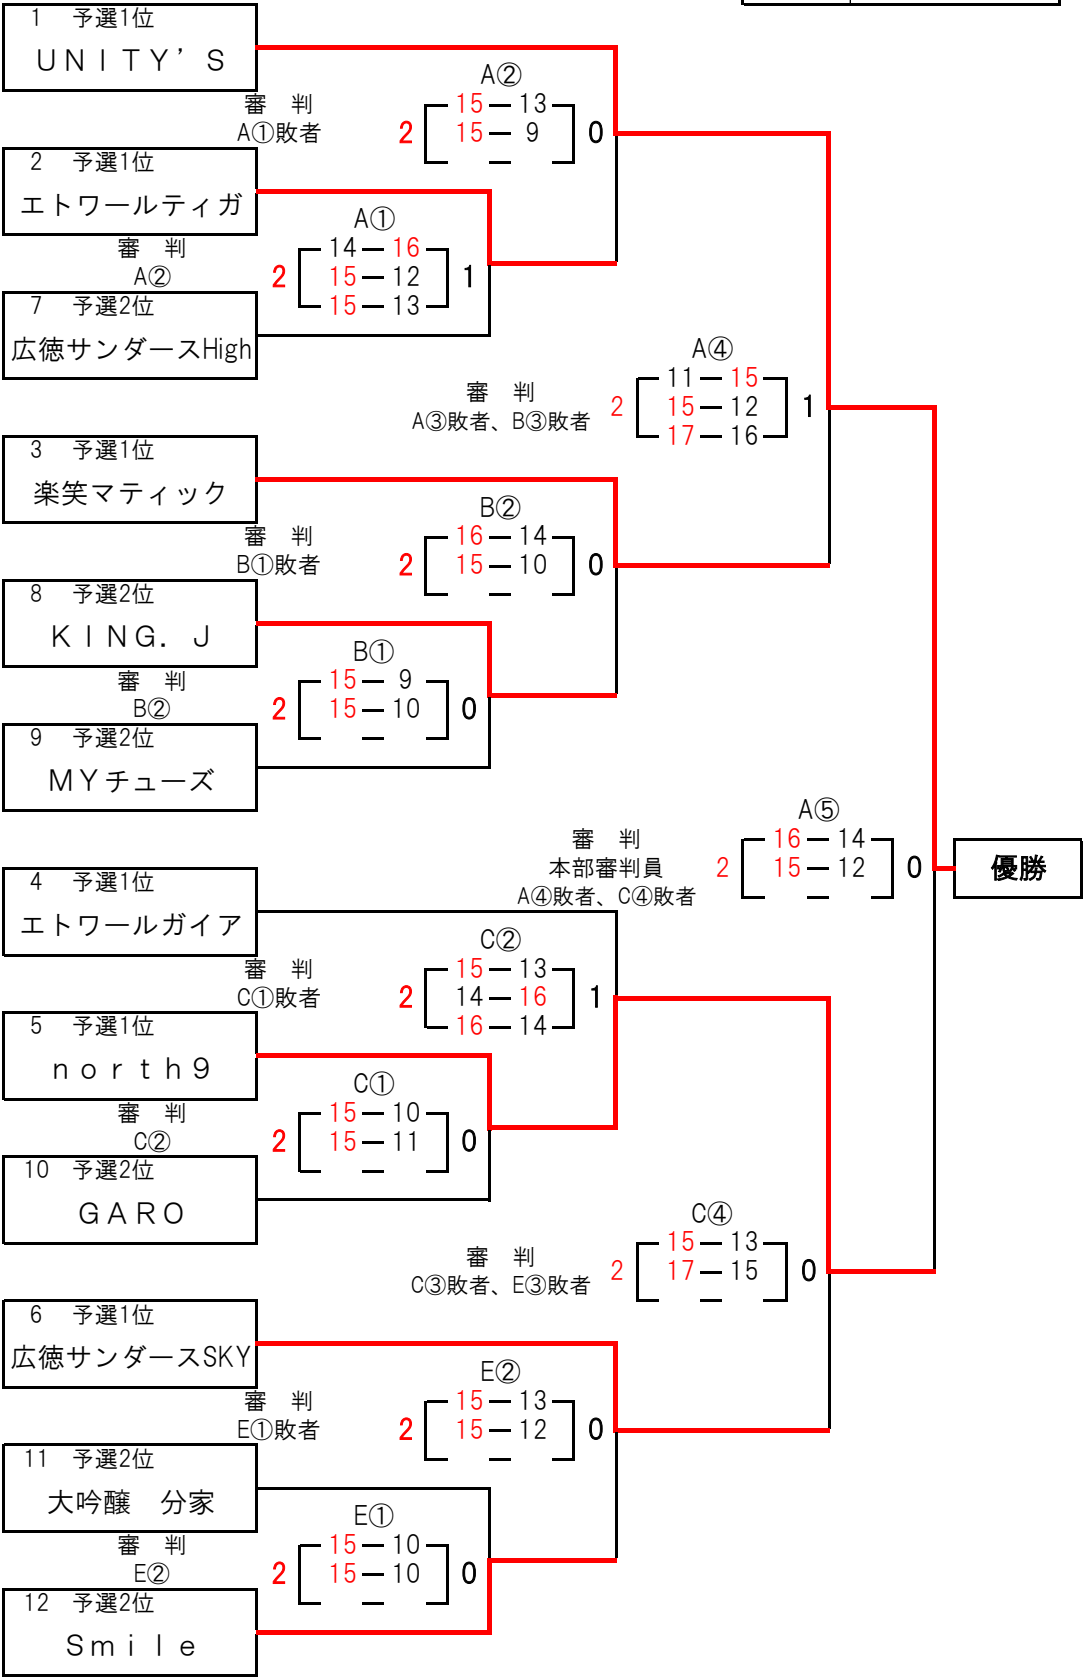 1 予選1位
ＵＮＩＴＹ’Ｓ
A②
審 判
15 ― 13
A①敗者
2
15 ― 9
0
2 予選1位
エトワールティガ
A①
審 判
14 ― 16
A②
2
15 ― 12
1
15 ― 13
7 予選2位
広徳サンダースHigh
A④
審 判
11 ― 15
A③敗者、B③敗者
2
15 ― 12
1
17 ― 16
3 予選1位
楽笑マティック
B②
審 判
16 ― 14
B①敗者
2
15 ― 10
0
8 予選2位
ＫＩＮＧ．Ｊ
B①
審 判
15 ― 9
B②
2
15 ― 10
0
9 予選2位
ＭＹチューズ
A⑤
審 判
16 ― 14
本部審判員
2
15 ― 12
0
優勝
A④敗者、C④敗者
4 予選1位
エトワールガイア
C②
審 判
15 ― 13
C①敗者
2
14 ― 16
1
16 ― 14
5 予選1位
ｎｏｒｔｈ９
C①
審 判
15 ― 10
C②
2
15 ― 11
0
10 予選2位
ＧＡＲＯ
C④
審 判
15 ― 13
C③敗者、E③敗者
2
17 ― 15
0
6 予選1位
広徳サンダースSKY
E②
審 判
15 ― 13
E①敗者
2
15 ― 12
0
11 予選2位
大吟醸　分家
E①
審 判
15 ― 10
E②
2
15 ― 10
0
12 予選2位
Ｓｍｉｌｅ